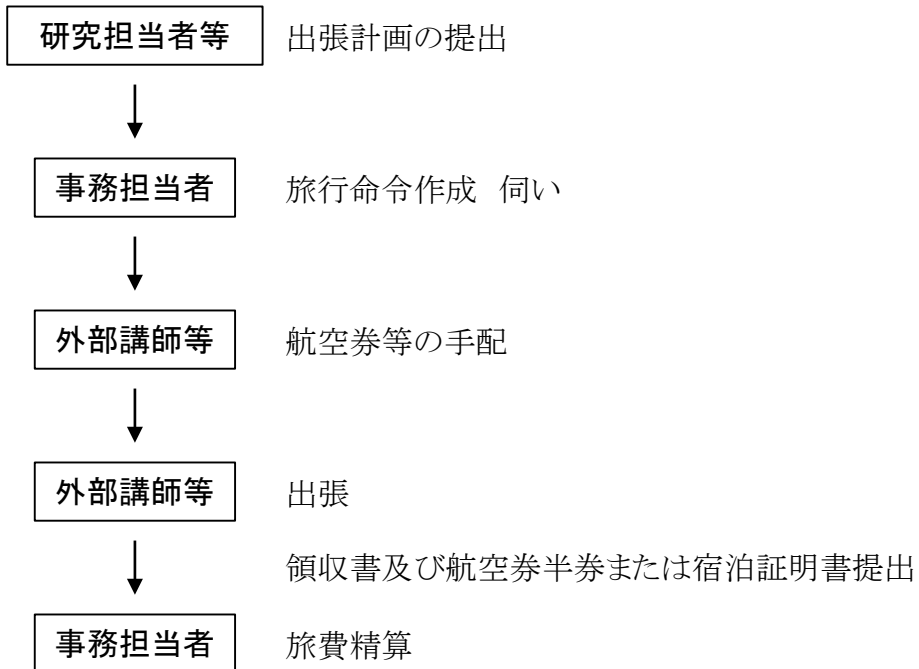 研究担当者等 出張計画の提出
事務担当者 旅行命令作成 伺い
外部講師等 航空券等の手配
外部講師等 出張
領収書及び航空券半券または宿泊証明書提出
事務担当者 旅費精算